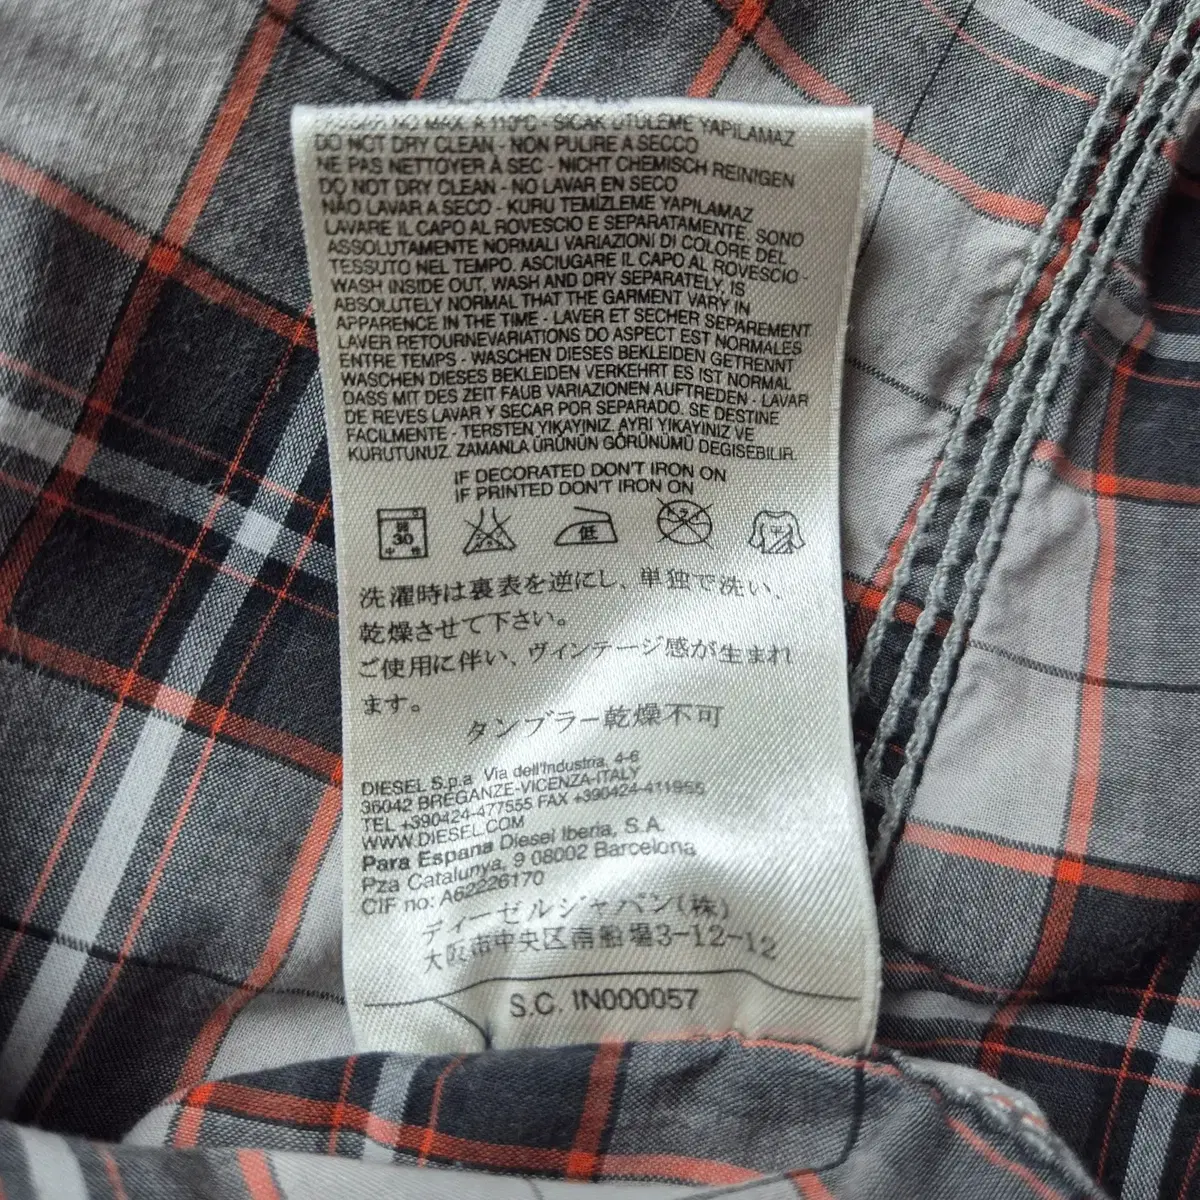 NO MAX. A 110°C - SICAK ÜTÜLEME YAPILAMAZ
DO NOT DRY CLEAN - NON PULIRE A SECCO
NE PAS NETTOYER À SEC - NICHT CHEMISCH REINIGEN
DO NOT DRY CLEAN - NO LAVAR EN SECO
NÃO LAVAR A SECO - KURU TEMİZLEME YAPILAMAZ
LAVARE IL CAPO AL ROVESCIO E SEPARATAMENTE, SONO
ASSOLUTAMENTE NORMALI VARIAZIONI DI COLORE DEL
TESSUTO NEL TEMPO. ASCIUGARE IL CAPO AL ROVESCIO -
WASH INSIDE OUT, WASH AND DRY SEPARATELY, IS
ABSOLUTELY NORMAL THAT THE GARMENT VARY IN
APPARENCE IN THE TIME - LAVER ET SECHER SEPAREMENT
LAVER RETOURNEVARIATIONS DO ASPECT EST NORMALES
ENTRE TEMPS - WASCHEN DIESES BEKLEIDEN GETRENNT
WASCHEN DIESES BEKLEIDEN VERKEHRT ES IST NORMAL
DASS MIT DES ZEIT FAUB VARIAZIONEN AUFTREDEN - LAVAR
DE REVES LAVAR Y SECAR POR SEPARADO. SE DESTINE
FACILMENTE - TERSTEN YIKAYINIZ. AYRI YIKAYINIZ VE
KURUTUNUZ. ZAMANLA ÜRÜNÜN GÖRÜNÜMÜ DEGISEBILIR.
IF DECORATED DON'T IRON ON
IF PRINTED DON'T IRON ON
30
中性
低
洗濯時は裏表を逆にし、単独で洗い、
乾燥させて下さい。
ご使用に伴い、ヴィンテージ感が生まれ
ます。
タンブラー乾燥不可
DIESEL S.p.a Via dell'Industria, 4-6
36042 BREGANZE-VICENZA-ITALY
TEL +390424-477555 FAX +390424-411955
WWW.DIESEL.COM
Para Espana Diesel Iberia, S.A.
Pza Catalunya, 9 08002 Barcelona
CIF no: A62226170
ディーゼルジャパン(株)
大阪市中央区南船場3-12-12
S.C. IN000057